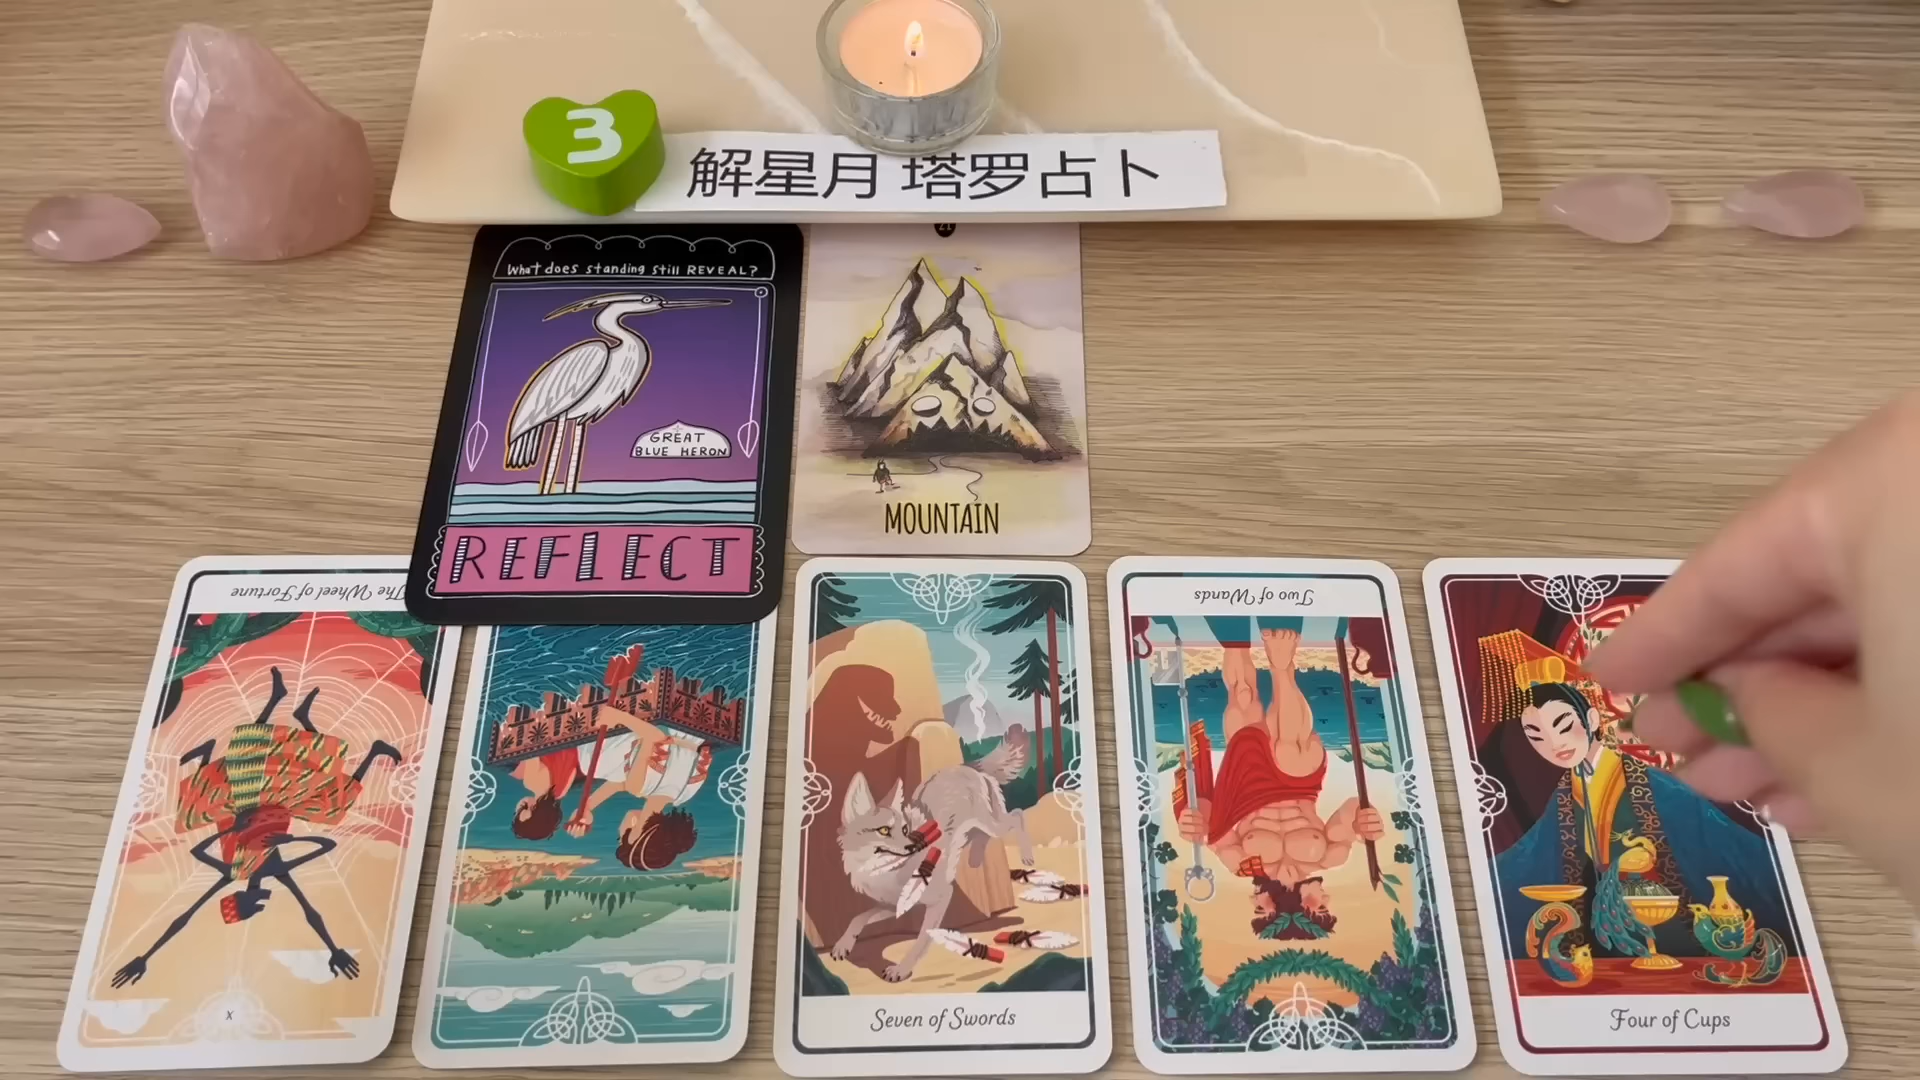 3
解星月 塔罗占卜
What does standing still REVEAL?
GREAT
BLUE HERON
REFLECT
MOUNTAIN
The Wheel of Fortune
X
Seven of Swords
Two of Wands
Four of Cups